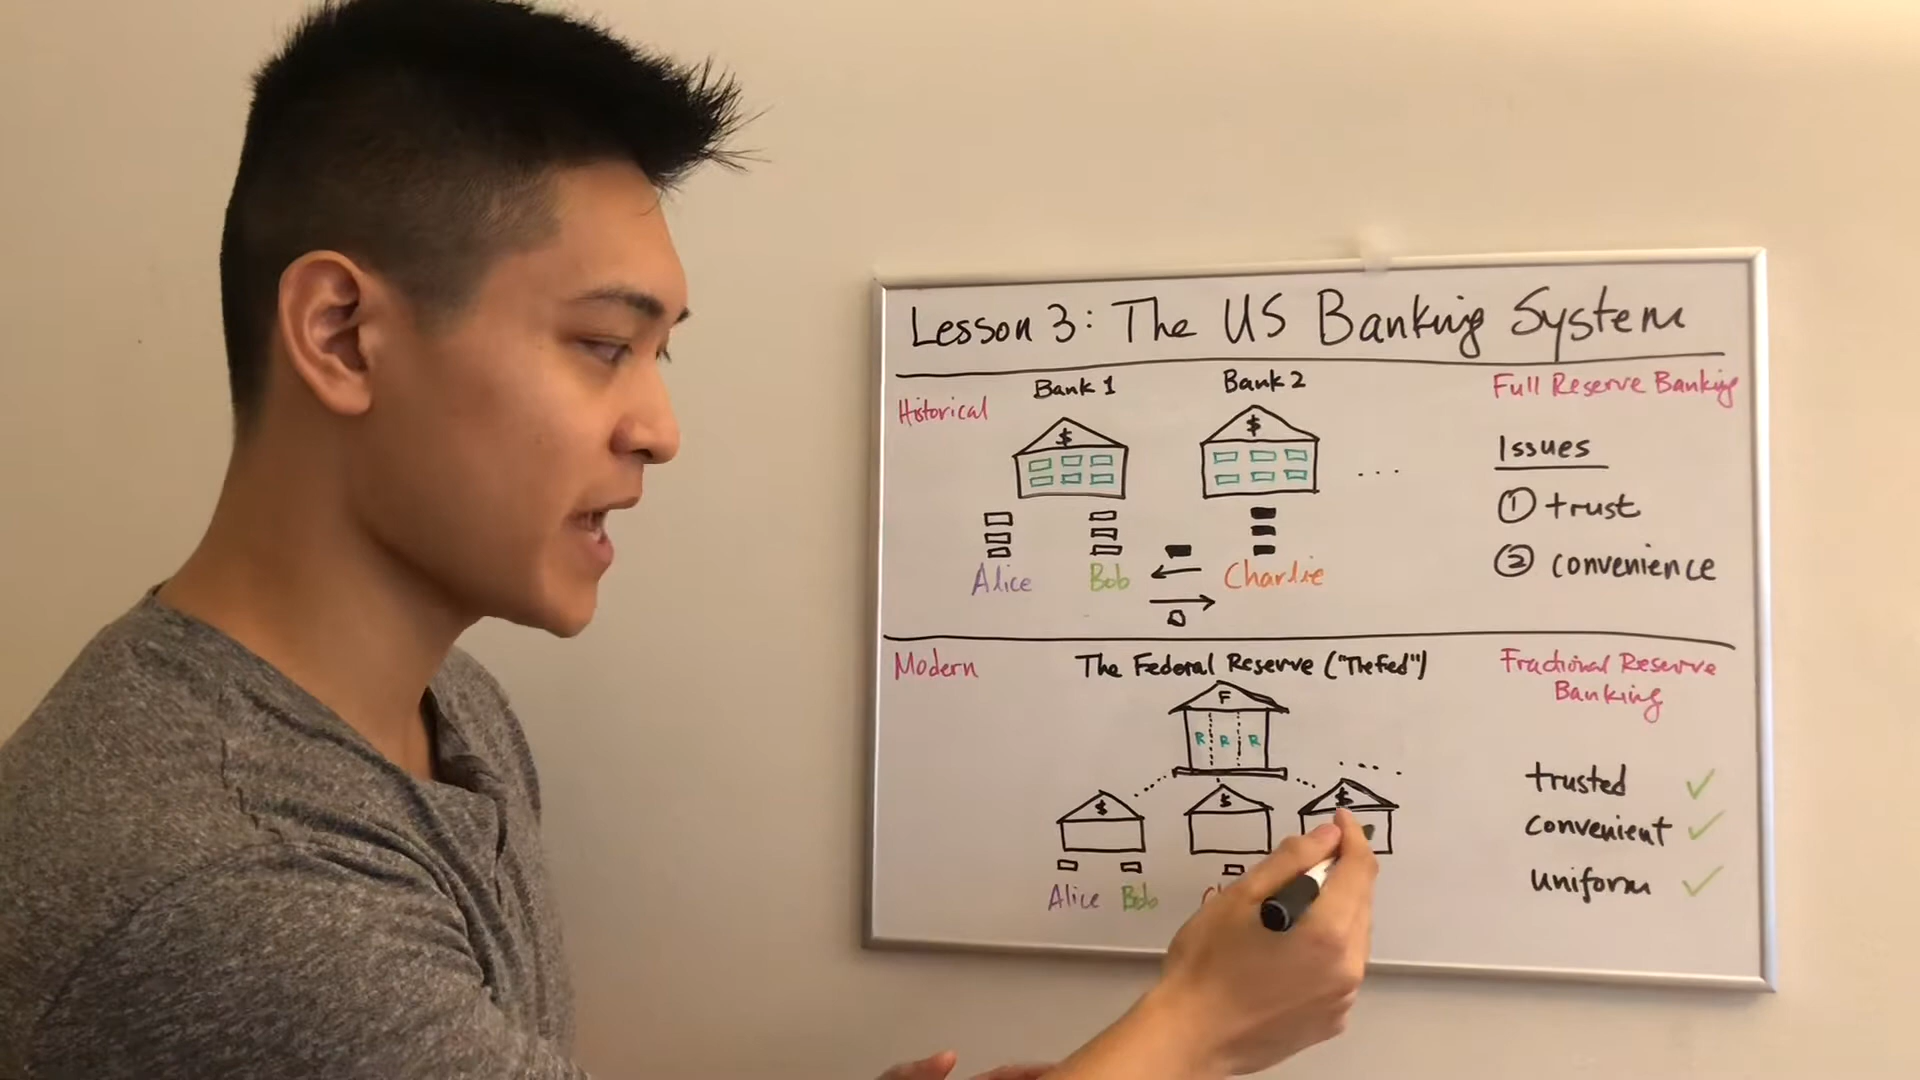 Lesson 3: The US Banking System
Historical
Bank 1
Bank 2
Full Reserve Banking
$
$
. . .
Issues
① trust
② convenience
Alice
Bob
Charlie
Modern
The Federal Reserve ("The Fed")
Fractional Reserve
Banking
F
R R R
$
$
$
trusted ✓
convenient ✓
uniform ✓
Alice
Bob